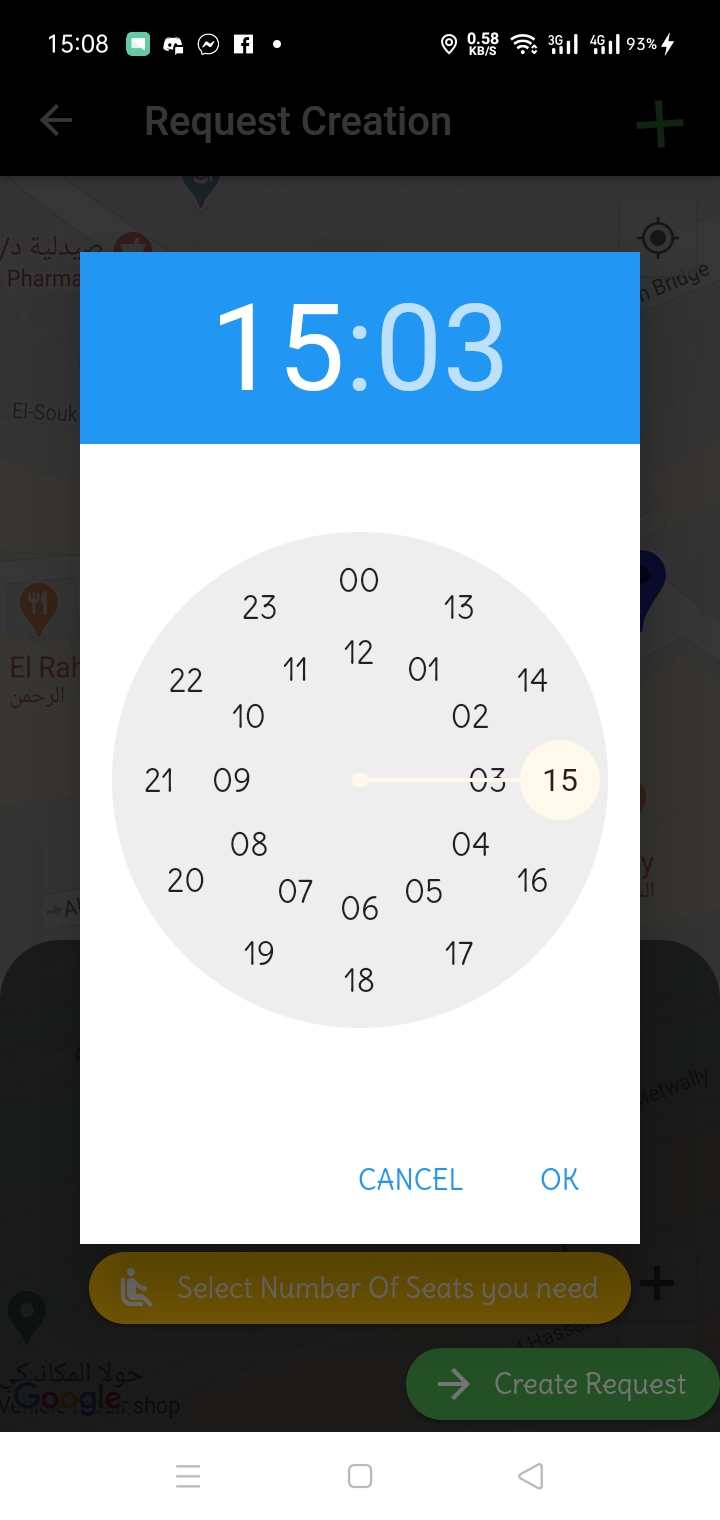 15:08
0.58
KB/S
3G
4G
93%
Request Creation
صيدلية د/
Pharma
n Bridge
15:03
El-Souk
00
23
13
12
11
01
22
14
10
02
21
09
03
15
08
04
20
16
07
05
06
19
17
18
El Rah
الرحمن
y
Metwally
CANCEL
OK
Select Number Of Seats you need
d Hassan
حولا المكانيكي
Google
shop
Create Request